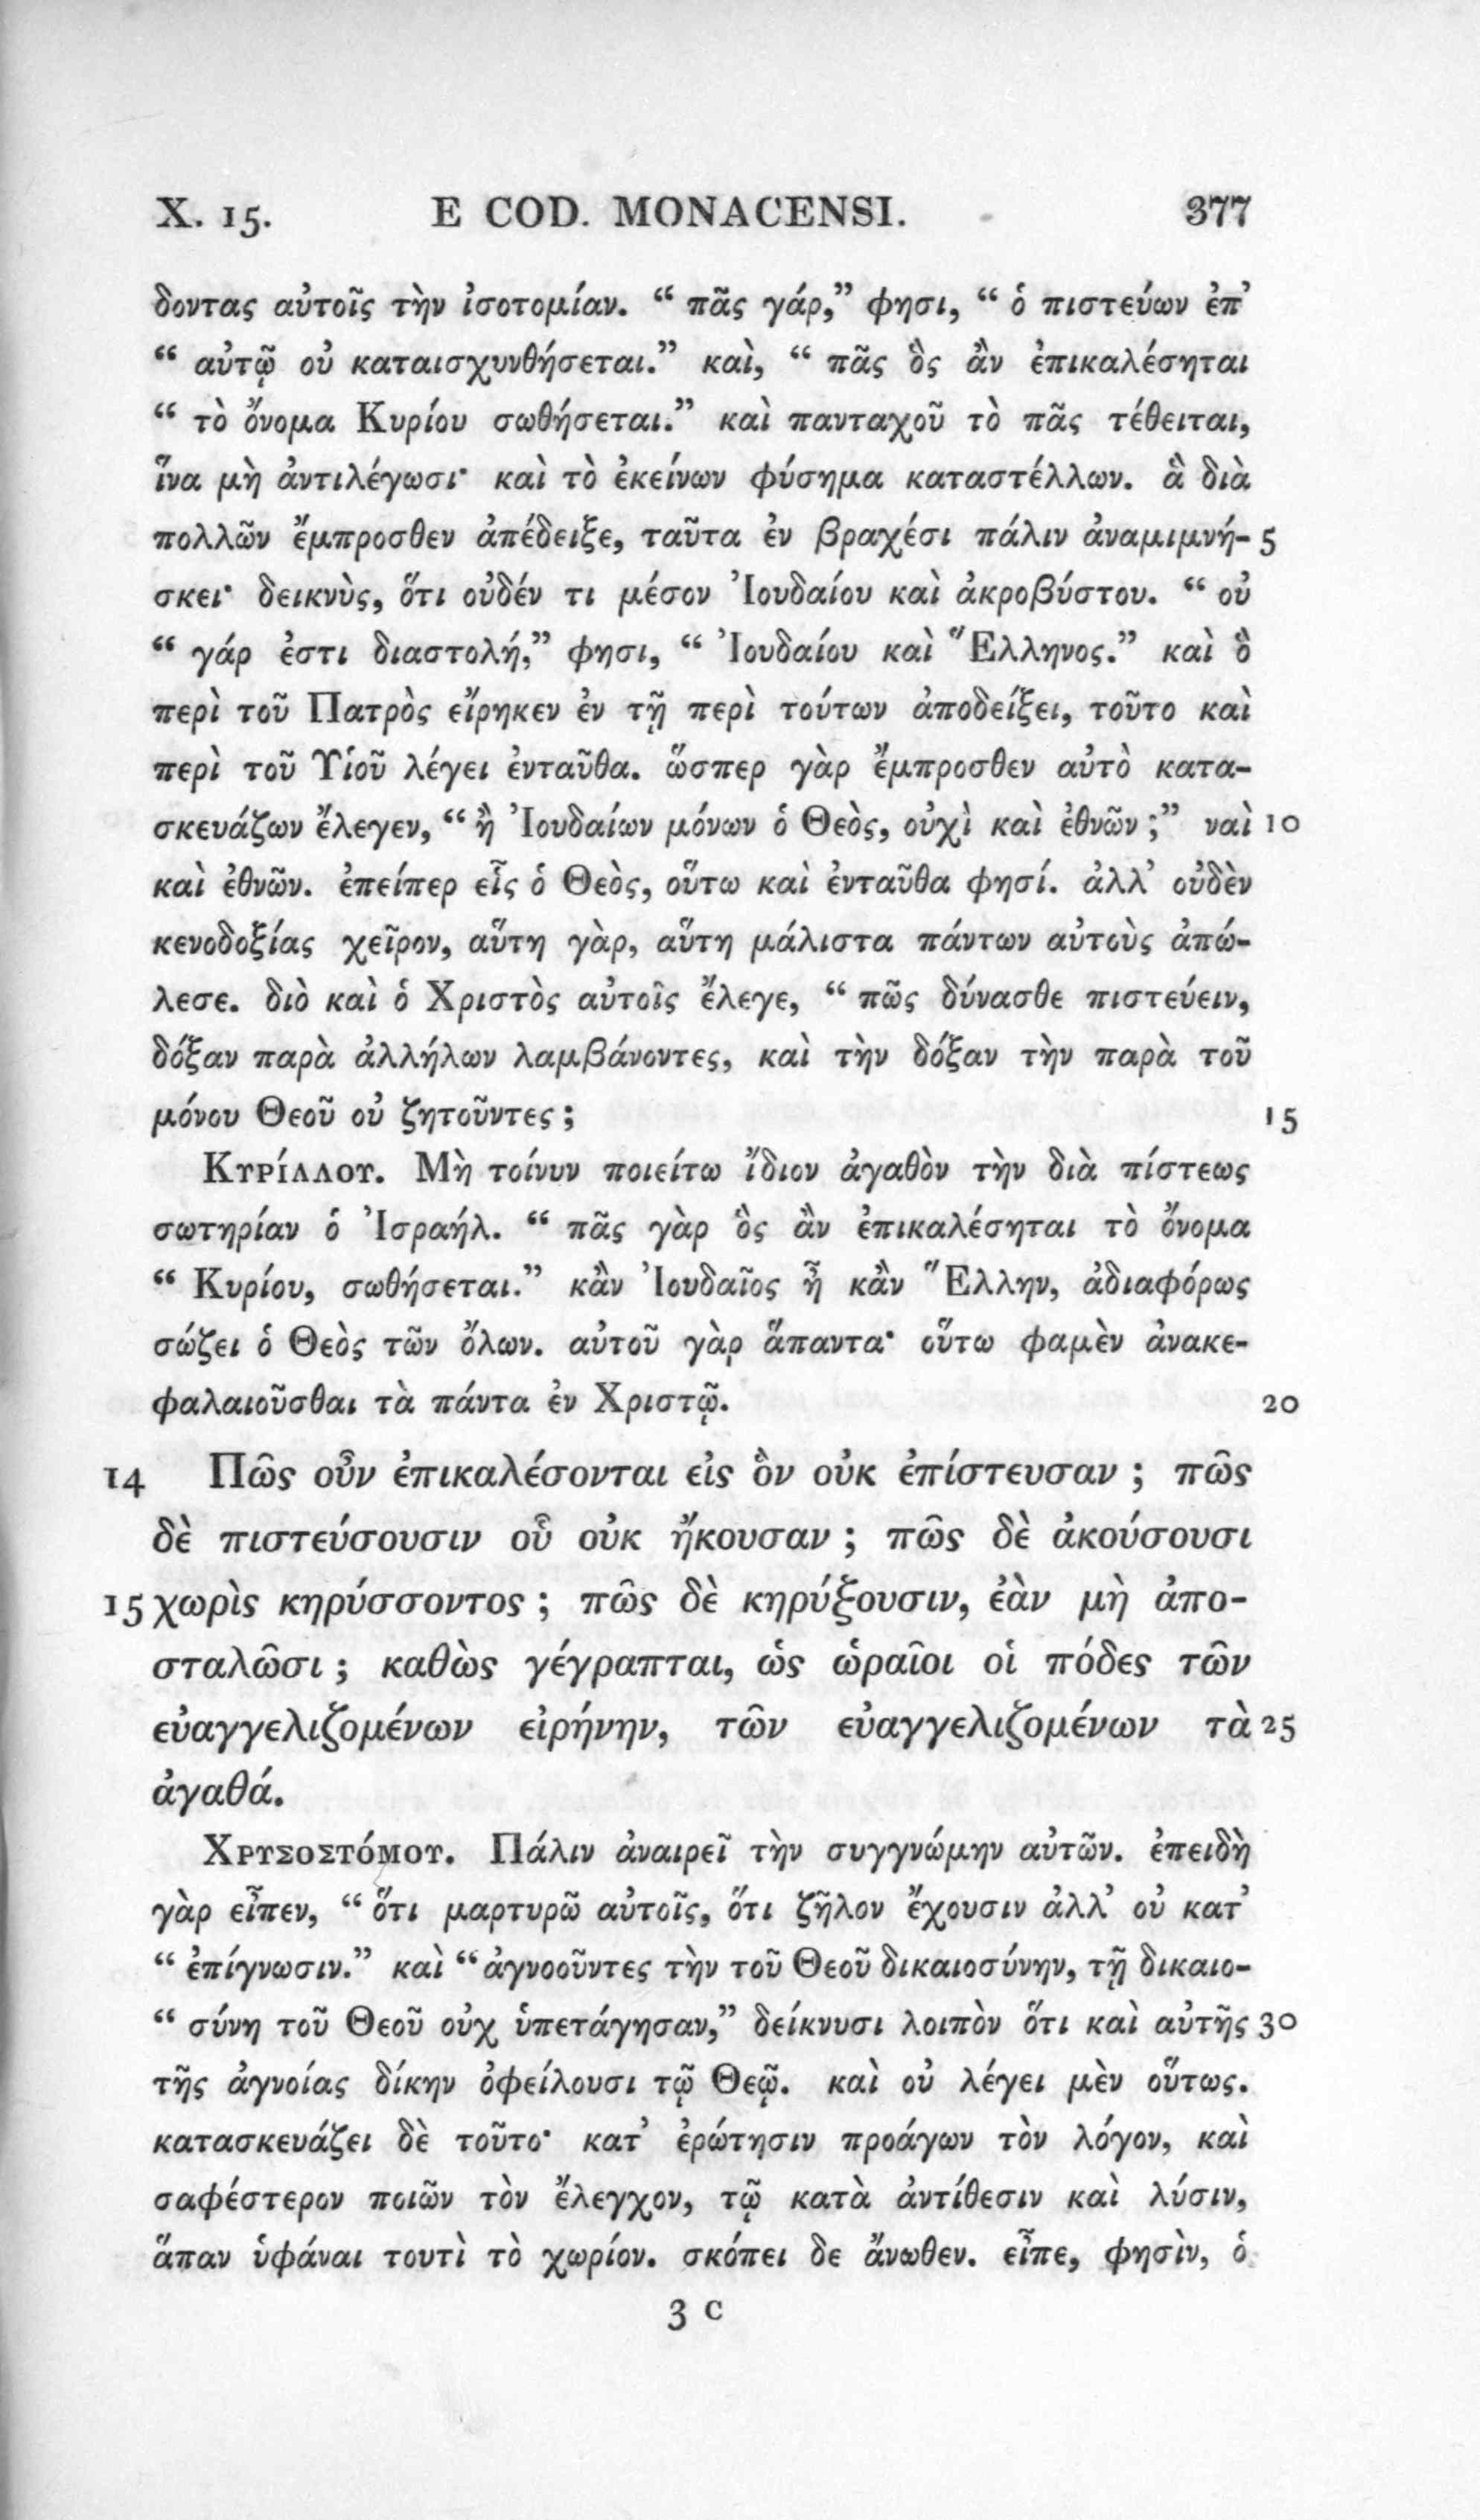 X. 15. E COD. MONACENSI. 377
δοντας αὐτοῖς τὴν ἰσοτομίαν. “ πᾶς γάρ,” φησι, “ ὁ πιστεύων ἐπ’
“ αὐτῷ οὐ καταισχυνθήσεται.” καὶ, “ πᾶς ὃς ἂν ἐπικαλέσηται
“ τὸ ὄνομα Κυρίου σωθήσεται.” καὶ πανταχοῦ τὸ πᾶς τέθειται,
ἵνα μὴ ἀντιλέγωσι· καὶ τὸ ἐκείνων φύσημα καταστέλλων. ἃ διὰ
πολλῶν ἔμπροσθεν ἀπέδειξε, ταῦτα ἐν βραχέσι πάλιν ἀναμιμνή- 5
σκει· δεικνὺς, ὅτι οὐδέν τι μέσον Ἰουδαίου καὶ ἀκροβύστου. “ οὐ
“ γάρ ἐστι διαστολή,” φησι, “ Ἰουδαίου καὶ Ἕλληνος.” καὶ ὃ
περὶ τοῦ Πατρὸς εἴρηκεν ἐν τῇ περὶ τούτων ἀποδείξει, τοῦτο καὶ
περὶ τοῦ Υἱοῦ λέγει ἐνταῦθα. ὥσπερ γὰρ ἔμπροσθεν αὐτὸ κατα-
σκευάζων ἔλεγεν, “ ἢ Ἰουδαίων μόνων ὁ Θεὸς, οὐχὶ καὶ ἐθνῶν ;” ναὶ 10
καὶ ἐθνῶν. ἐπείπερ εἷς ὁ Θεὸς, οὕτω καὶ ἐνταῦθα φησί. ἀλλ’ οὐδὲν
κενοδοξίας χεῖρον, αὕτη γὰρ, αὕτη μάλιστα πάντων αὐτοὺς ἀπώ-
λεσε. διὸ καὶ ὁ Χριστὸς αὐτοῖς ἔλεγε, “ πῶς δύνασθε πιστεύειν,
δόξαν παρὰ ἀλλήλων λαμβάνοντες, καὶ τὴν δόξαν τὴν παρὰ τοῦ
μόνου Θεοῦ οὐ ζητοῦντες ; 15
Κυρίλλου. Μὴ τοίνυν ποιείτω ἴδιον ἀγαθὸν τὴν διὰ πίστεως
σωτηρίαν ὁ Ἰσραήλ. “ πᾶς γὰρ ὃς ἂν ἐπικαλέσηται τὸ ὄνομα
“ Κυρίου, σωθήσεται.” κἂν Ἰουδαῖος ᾖ κἂν Ἕλλην, ἀδιαφόρως
σώζει ὁ Θεὸς τῶν ὅλων. αὐτοῦ γὰρ ἅπαντα· οὕτω φαμὲν ἀνακε-
φαλαιοῦσθαι τὰ πάντα ἐν Χριστῷ. 20
14 Πῶς οὖν ἐπικαλέσονται εἰς ὃν οὐκ ἐπίστευσαν ; πῶς
δὲ πιστεύσουσιν οὗ οὐκ ἤκουσαν ; πῶς δὲ ἀκούσουσι
15 χωρὶς κηρύσσοντος ; πῶς δὲ κηρύξουσιν, ἐὰν μὴ ἀπο-
σταλῶσι ; καθὼς γέγραπται, ὡς ὡραῖοι οἱ πόδες τῶν
εὐαγγελιζομένων εἰρήνην, τῶν εὐαγγελιζομένων τὰ 25
ἀγαθά.
Χρυσοστόμου. Πάλιν ἀναιρεῖ τὴν συγγνώμην αὐτῶν. ἐπειδὴ
γὰρ εἶπεν, “ ὅτι μαρτυρῶ αὐτοῖς, ὅτι ζῆλον ἔχουσιν ἀλλ’ οὐ κατ’
“ ἐπίγνωσιν.” καὶ “ ἀγνοοῦντες τὴν τοῦ Θεοῦ δικαιοσύνην, τῇ δικαιο-
“ σύνη τοῦ Θεοῦ οὐχ ὑπετάγησαν,” δείκνυσι λοιπὸν ὅτι καὶ αὐτῆς 30
τῆς ἀγνοίας δίκην ὀφείλουσι τῷ Θεῷ. καὶ οὐ λέγει μὲν οὕτως.
κατασκευάζει δὲ τοῦτο· κατ’ ἐρώτησιν προάγων τὸν λόγον, καὶ
σαφέστερον ποιῶν τὸν ἔλεγχον, τῷ κατὰ ἀντίθεσιν καὶ λύσιν,
ἅπαν ὑφάναι τουτὶ τὸ χωρίον. σκόπει δε ἄνωθεν. εἶπε, φησὶν, ὁ
3 C